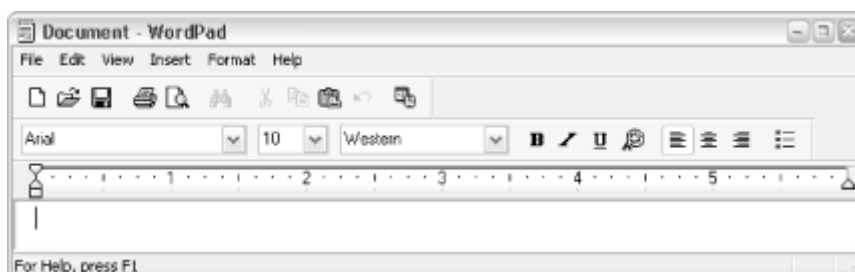 Document - WordPad
File Edit View Insert Format Help
Arial 10 Western B I U
1 2 3 4 5
For Help, press F1